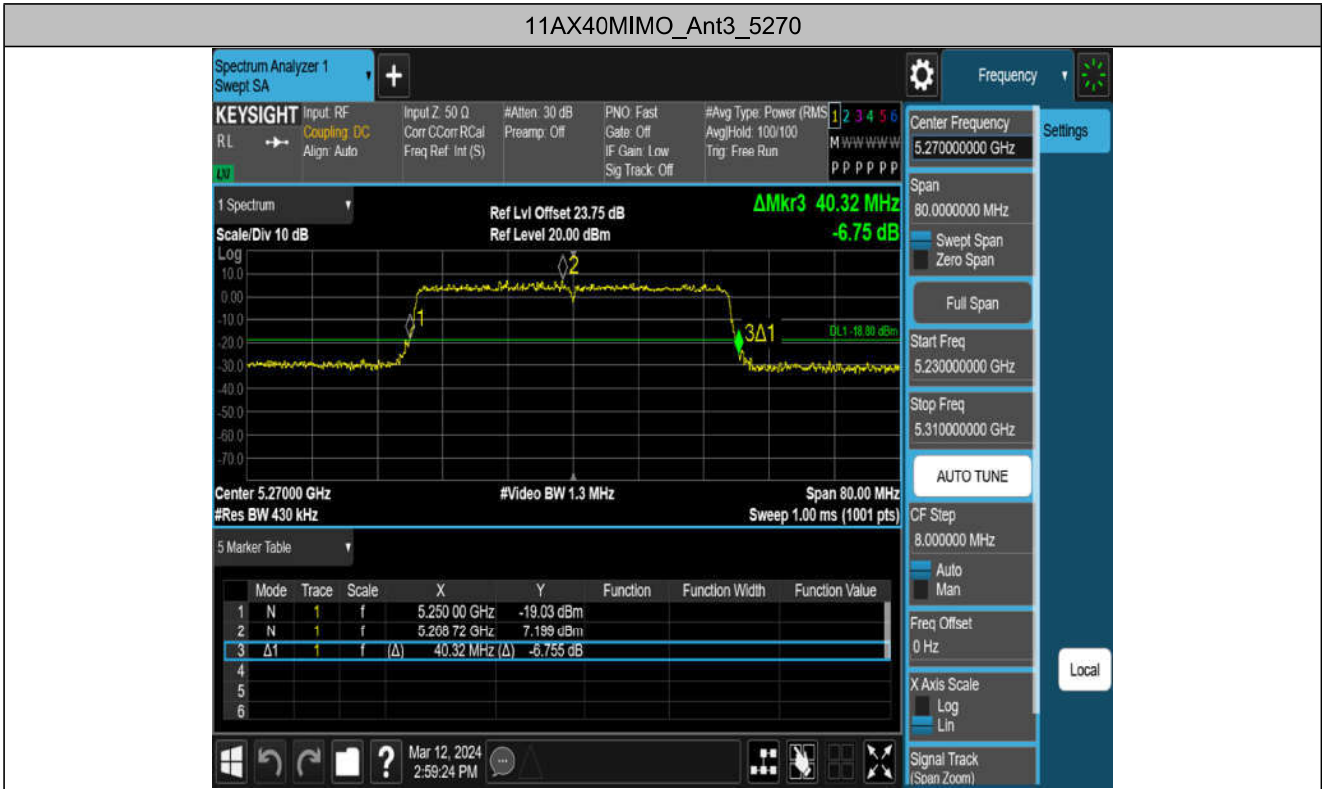 11AX40MIMO_Ant3_5270
Spectrum Analyzer 1
Swept SA
+
Frequency
KEYSIGHT
RL
LXI
Input: RF
Coupling: DC
Align: Auto
Input Z: 50 Ω
Corr CCorr RCal
Freq Ref: Int (S)
#Atten: 30 dB
Preamp: Off
PNO: Fast
Gate: Off
IF Gain: Low
Sig Track: Off
#Avg Type: Power (RMS
Avg|Hold: 100/100
Trig: Free Run
1 2 3 4 5 6
M W W W W W
P P P P P P
1 Spectrum
Scale/Div 10 dB
Ref Lvl Offset 23.75 dB
Ref Level 20.00 dBm
ΔMkr3 40.32 MHz
-6.75 dB
Log
10.0
0.00
-10.0
-20.0
-30.0
-40.0
-50.0
-60.0
-70.0
2
1
3Δ1
DL1 -18.80 dBm
Center 5.27000 GHz
#Res BW 430 kHz
#Video BW 1.3 MHz
Span 80.00 MHz
Sweep 1.00 ms (1001 pts)
5 Marker Table
Mode Trace Scale X Y Function Function Width Function Value
1 N 1 f 5.250 00 GHz -19.03 dBm
2 N 1 f 5.268 72 GHz 7.199 dBm
3 Δ1 1 f (Δ) 40.32 MHz (Δ) -6.755 dB
4
5
6
Mar 12, 2024
2:59:24 PM
Center Frequency
5.270000000 GHz
Settings
Span
80.0000000 MHz
Swept Span
Zero Span
Full Span
Start Freq
5.230000000 GHz
Stop Freq
5.310000000 GHz
AUTO TUNE
CF Step
8.000000 MHz
Auto
Man
Freq Offset
0 Hz
X Axis Scale
Log
Lin
Local
Signal Track
(Span Zoom)